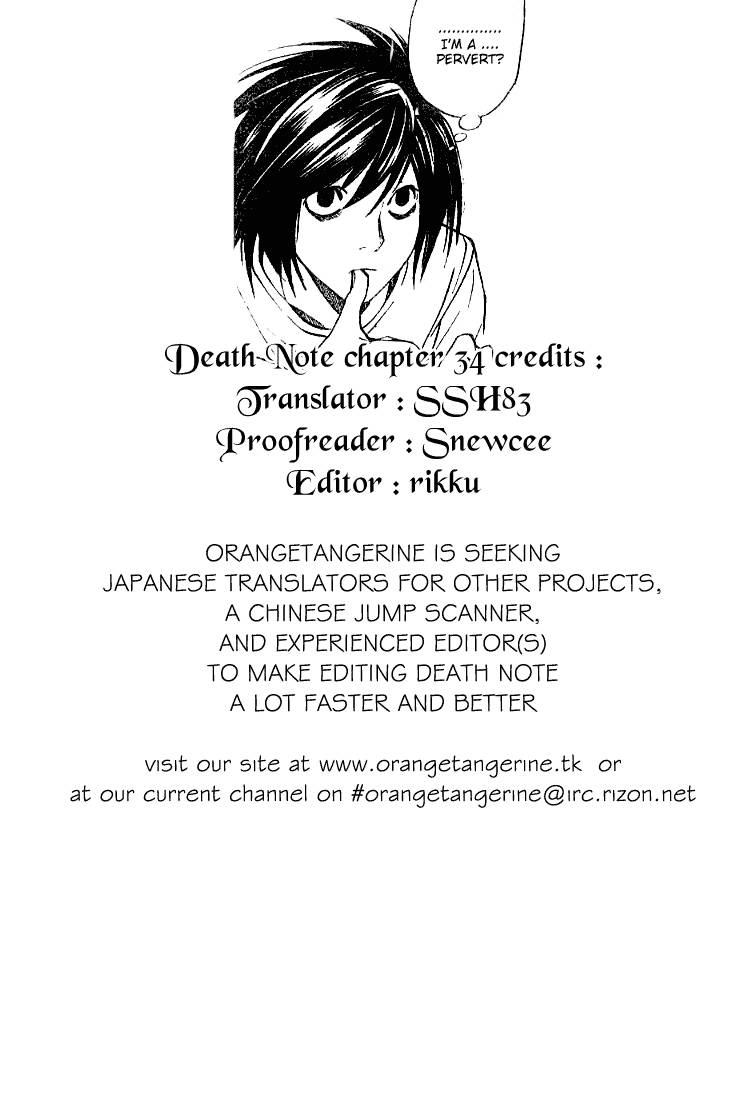 ..............
I'M A ....
PERVERT?
Death Note chapter 34 credits :
Translator : SSH83
Proofreader : Snewcee
Editor : rikku
ORANGETANGERINE IS SEEKING
JAPANESE TRANSLATORS FOR OTHER PROJECTS,
A CHINESE JUMP SCANNER,
AND EXPERIENCED EDITOR(S)
TO MAKE EDITING DEATH NOTE
A LOT FASTER AND BETTER
visit our site at www.orangetangerine.tk or
at our current channel on #orangetangerine@irc.rizon.net